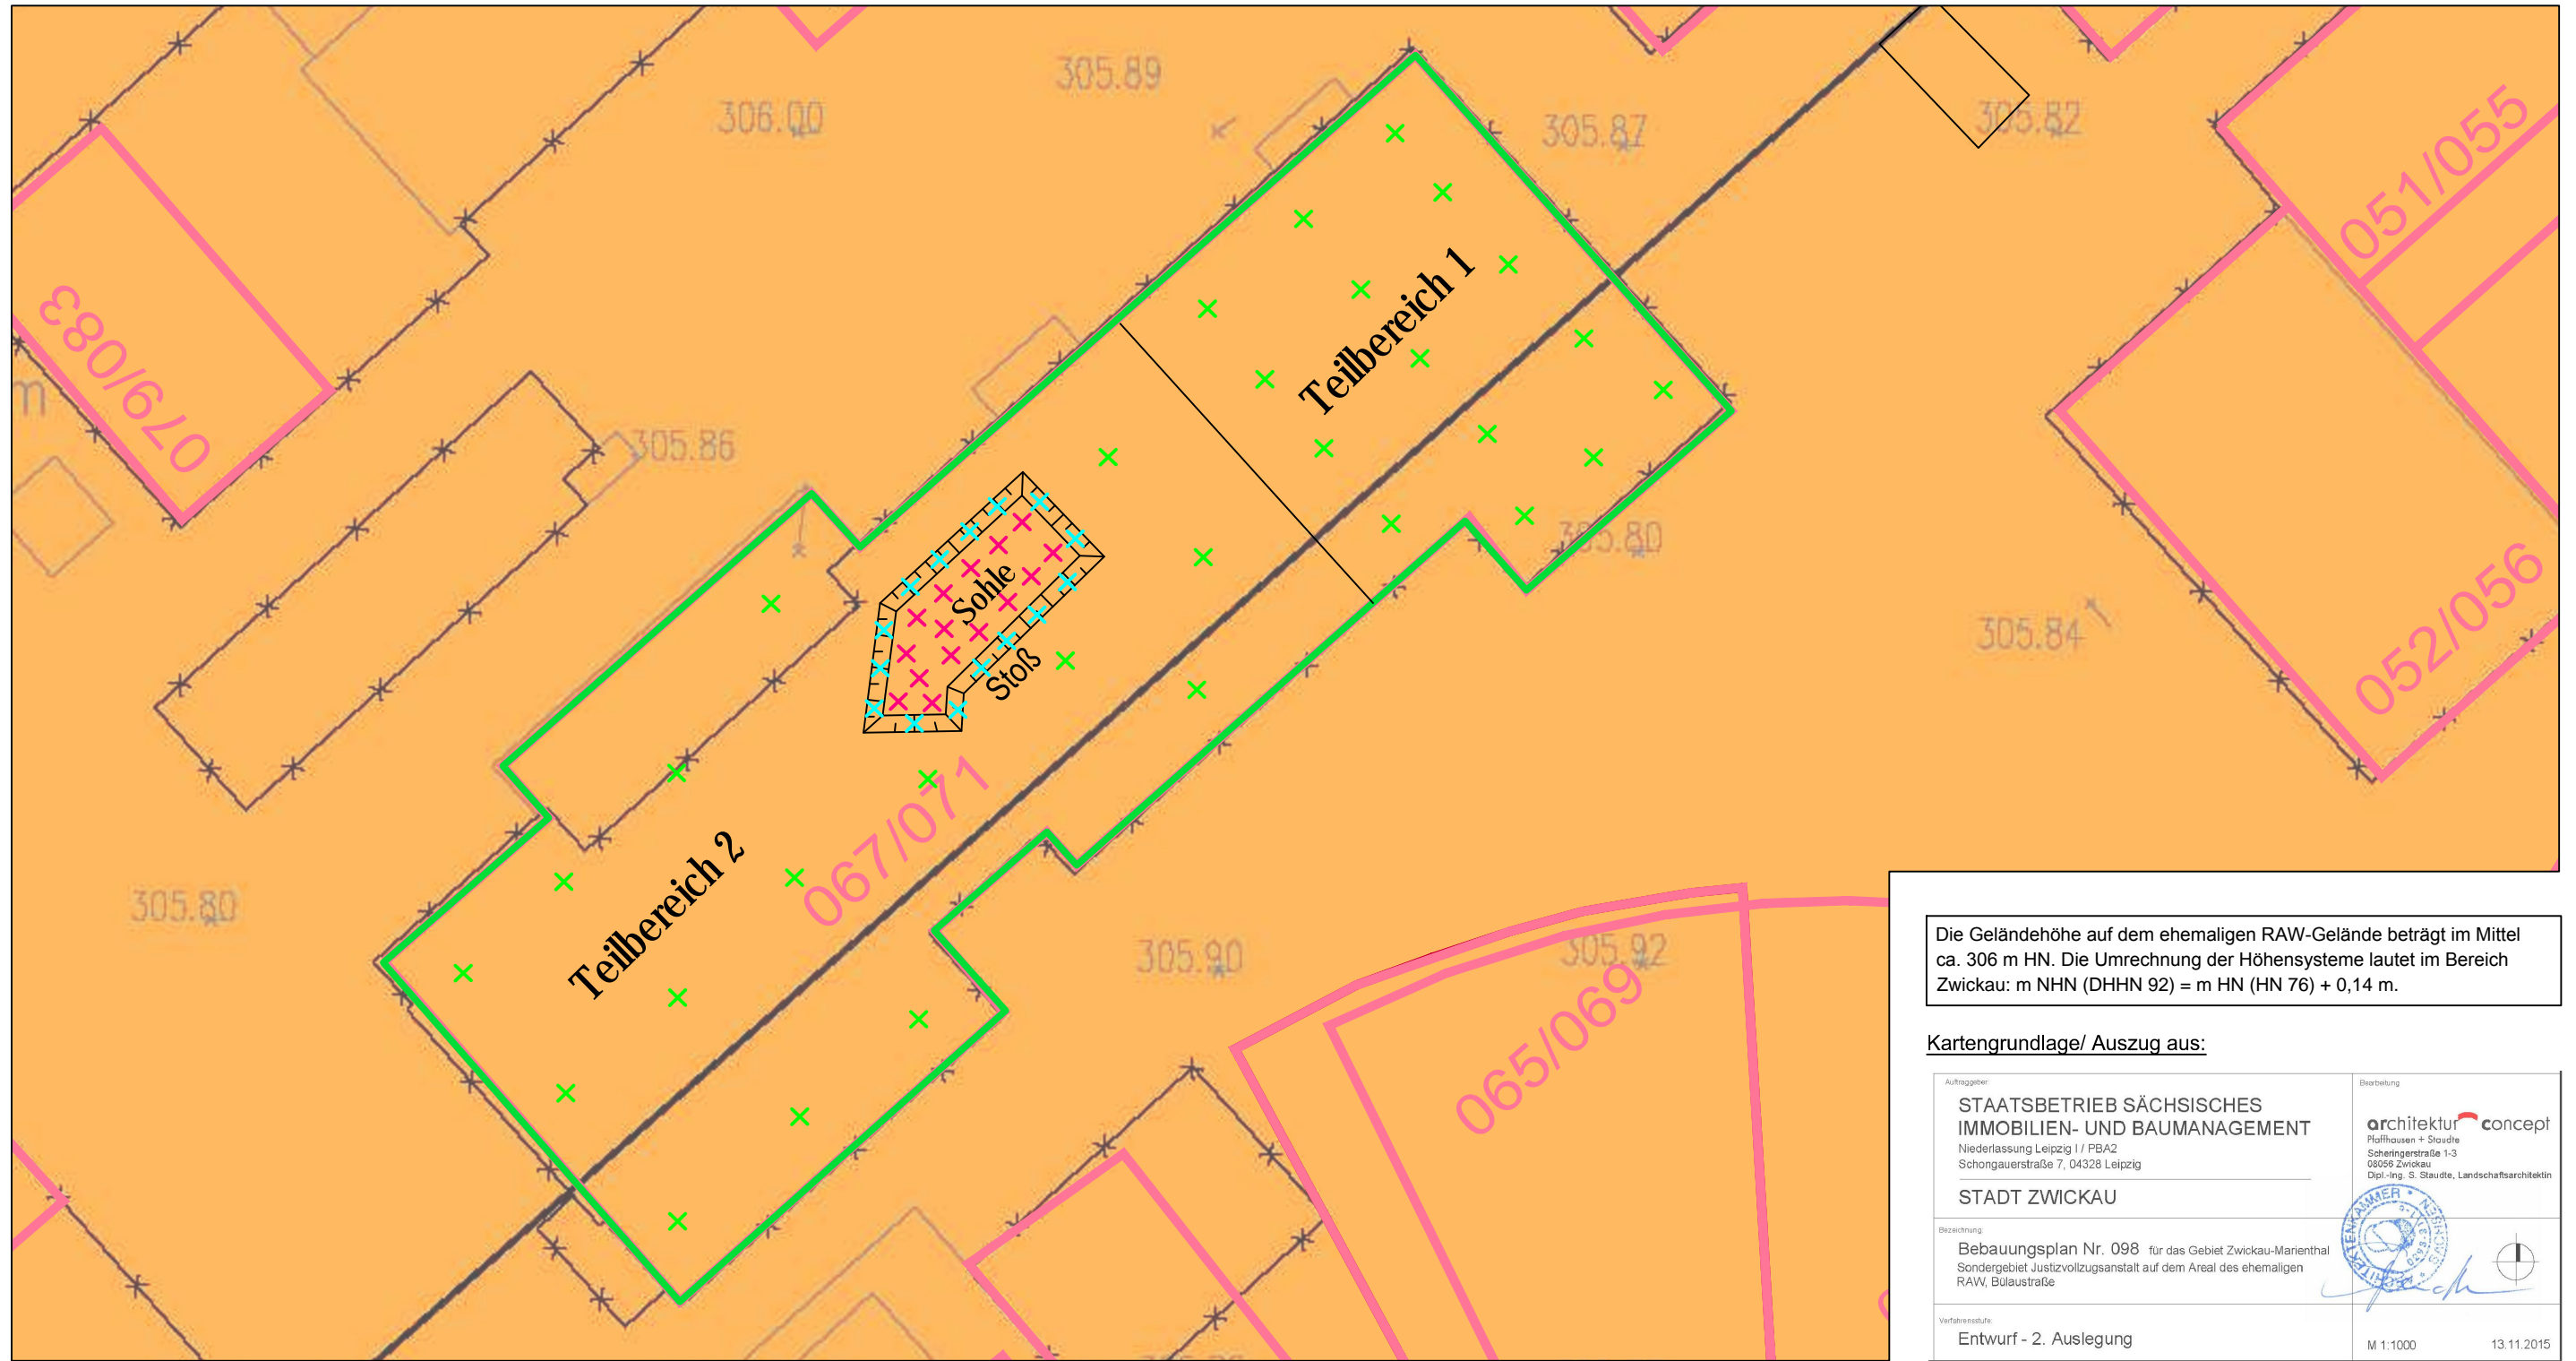 305.89
306.00
305.87
305.82
051/055
079/083
m
Teilbereich 1
305.86
305.80
Sohle
Stoß
305.84
052/056
067/071
Teilbereich 2
305.80
305.90
305.92
065/069
Die Geländehöhe auf dem ehemaligen RAW-Gelände beträgt im Mittel
ca. 306 m HN. Die Umrechnung der Höhensysteme lautet im Bereich
Zwickau: m NHN (DHHN 92) = m HN (HN 76) + 0,14 m.
Kartengrundlage/ Auszug aus:
Auftraggeber:
STAATSBETRIEB SÄCHSISCHES
IMMOBILIEN- UND BAUMANAGEMENT
Niederlassung Leipzig I / PBA2
Schongauerstraße 7, 04328 Leipzig
STADT ZWICKAU
Bearbeitung
architektur concept
Pfaffhausen + Staudte
Scheringerstraße 1-3
08056 Zwickau
Dipl.-Ing. S. Staudte, Landschaftsarchitektin
Bezeichnung
Bebauungsplan Nr. 098 für das Gebiet Zwickau-Marienthal
Sondergebiet Justizvollzugsanstalt auf dem Areal des ehemaligen
RAW, Bülaustraße
ARCHITEKTENKAMMER * SACHSEN
Verfahrensstufe:
Entwurf - 2. Auslegung
M 1:1000
13.11.2015